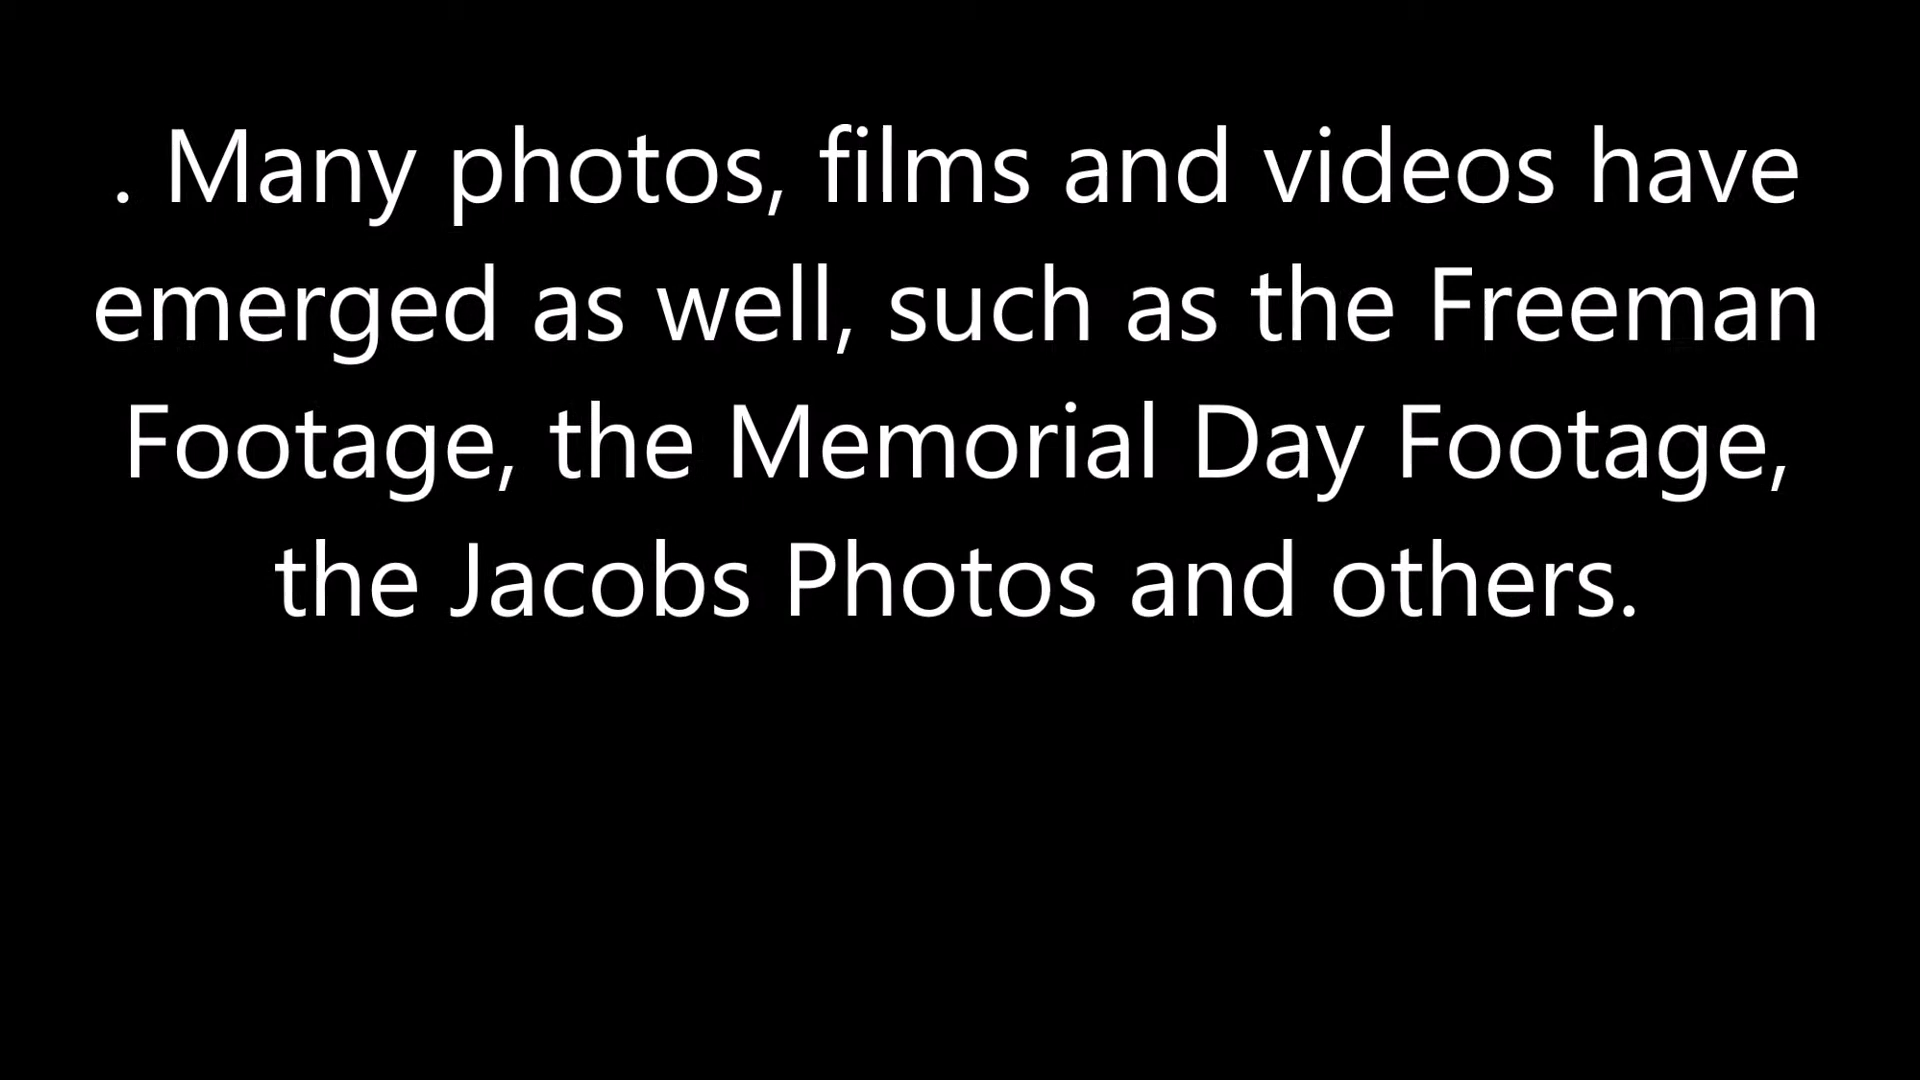 . Many photos, films and videos have
emerged as well, such as the Freeman
Footage, the Memorial Day Footage,
the Jacobs Photos and others.